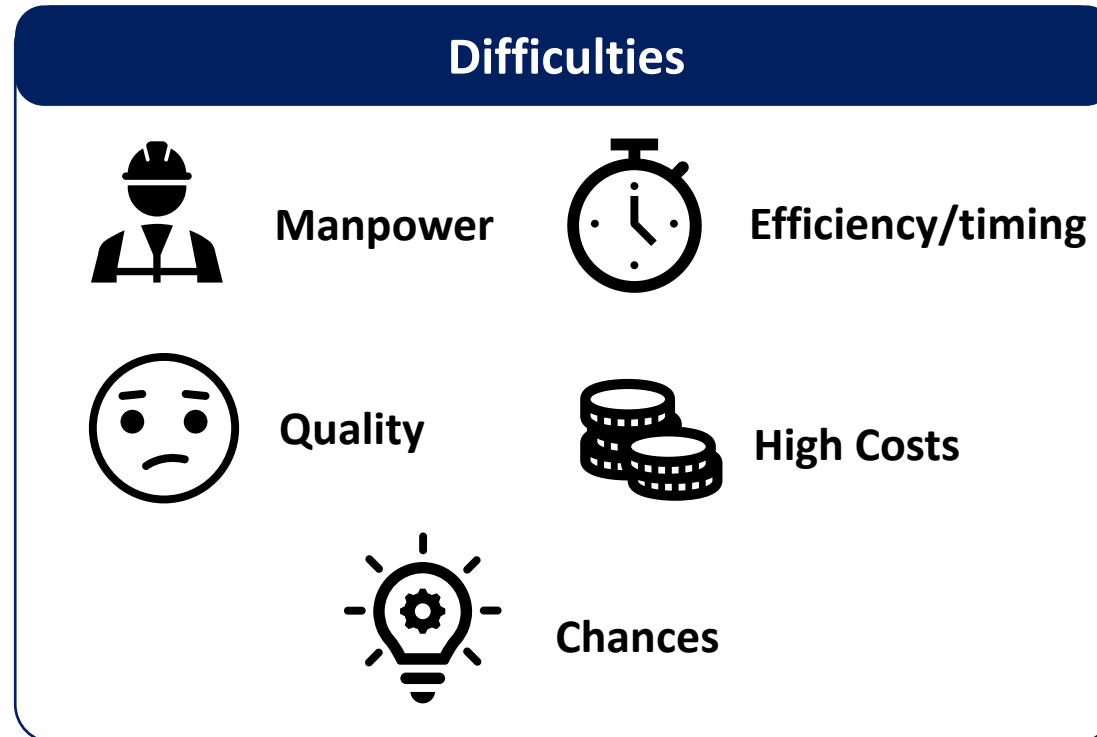 Difficulties
Manpower
Efficiency/timing
Quality
High Costs
Chances